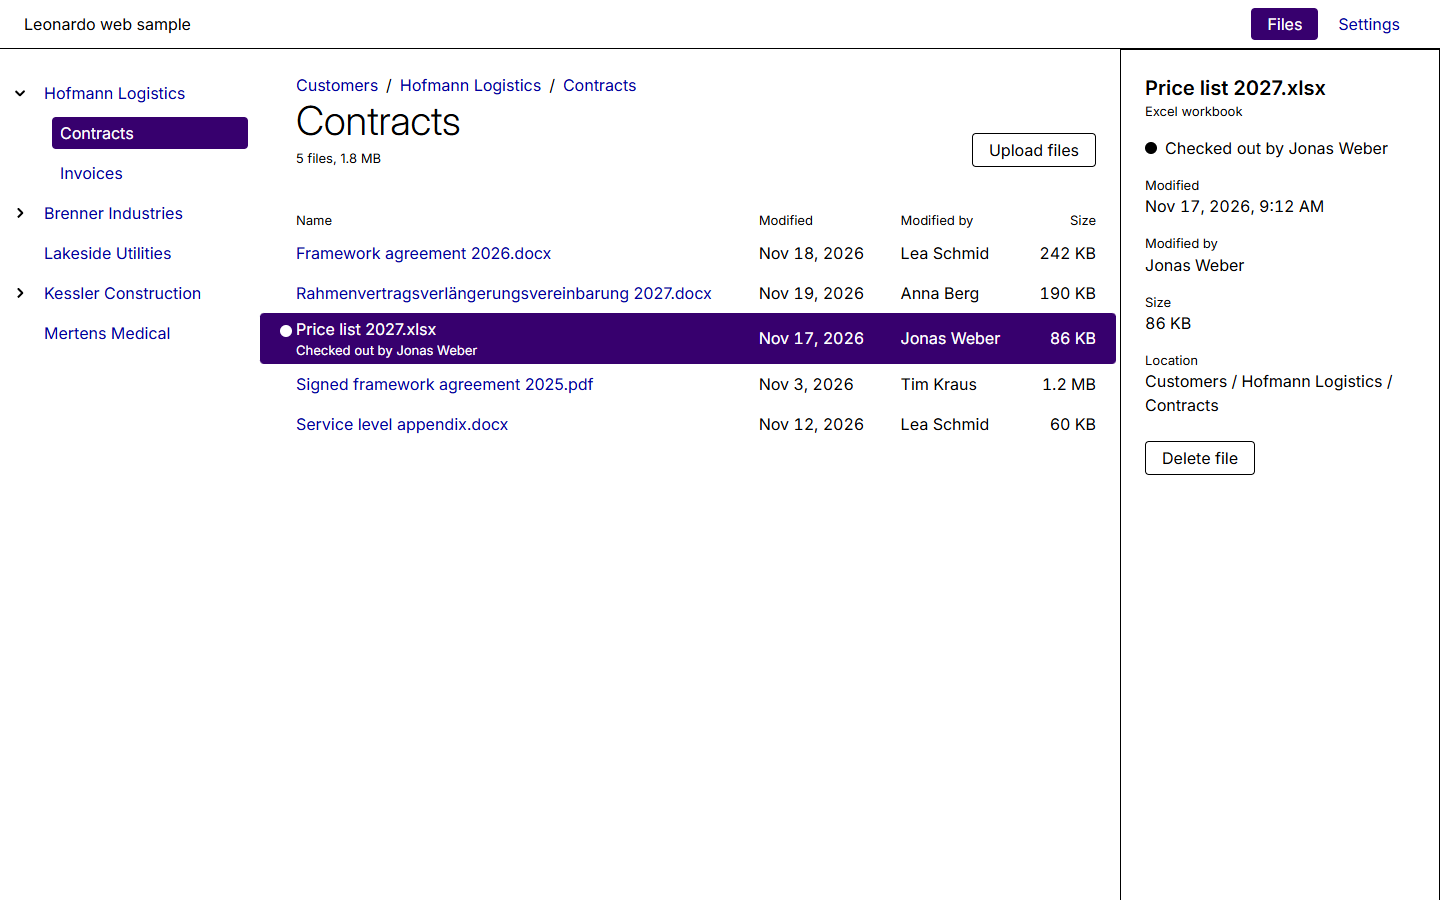 Leonardo web sample
Files
Settings
Hofmann Logistics
Contracts
Invoices
Brenner Industries
Lakeside Utilities
Kessler Construction
Mertens Medical
Customers / Hofmann Logistics / Contracts
Contracts
5 files, 1.8 MB
Upload files
Name Modified Modified by Size
Framework agreement 2026.docx Nov 18, 2026 Lea Schmid 242 KB
Rahmenvertragsverlängerungsvereinbarung 2027.docx Nov 19, 2026 Anna Berg 190 KB
Price list 2027.xlsx Nov 17, 2026 Jonas Weber 86 KB
Checked out by Jonas Weber
Signed framework agreement 2025.pdf Nov 3, 2026 Tim Kraus 1.2 MB
Service level appendix.docx Nov 12, 2026 Lea Schmid 60 KB
Price list 2027.xlsx
Excel workbook
Checked out by Jonas Weber
Modified
Nov 17, 2026, 9:12 AM
Modified by
Jonas Weber
Size
86 KB
Location
Customers / Hofmann Logistics /
Contracts
Delete file